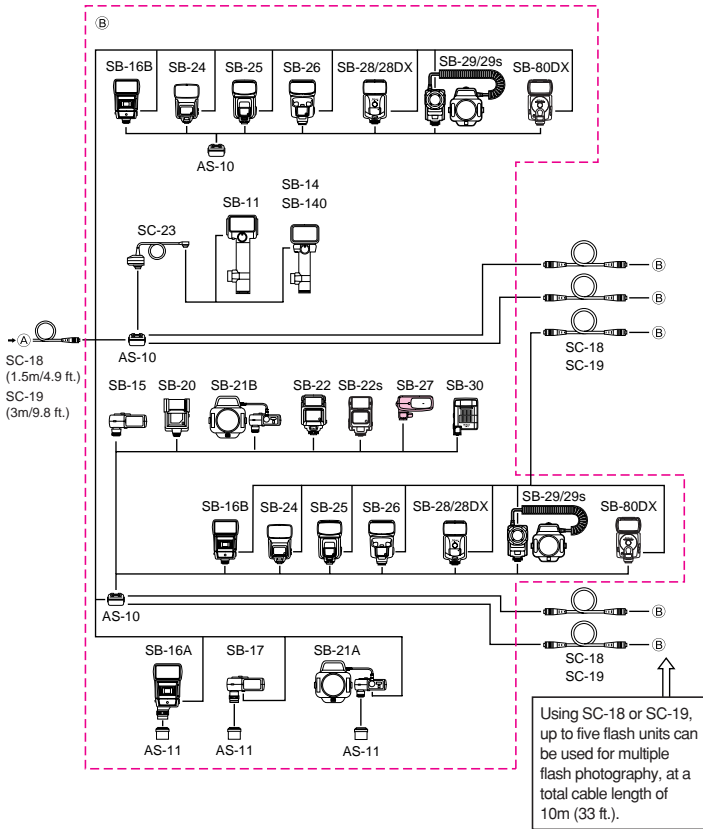 B
SB-16B SB-24 SB-25 SB-26 SB-28/28DX SB-29/29s SB-80DX
AS-10
SB-14
SB-140
SB-11
SC-23
B
B
B
SC-18
SC-19
A
AS-10
SC-18
(1.5m/4.9 ft.)
SC-19
(3m/9.8 ft.)
SB-15 SB-20 SB-21B SB-22 SB-22s SB-27 SB-30
SB-16B SB-24 SB-25 SB-26 SB-28/28DX SB-29/29s SB-80DX
AS-10
B
B
SC-18
SC-19
SB-16A SB-17 SB-21A
AS-11 AS-11 AS-11
Using SC-18 or SC-19,
up to five flash units can
be used for multiple
flash photography, at a
total cable length of
10m (33 ft.).